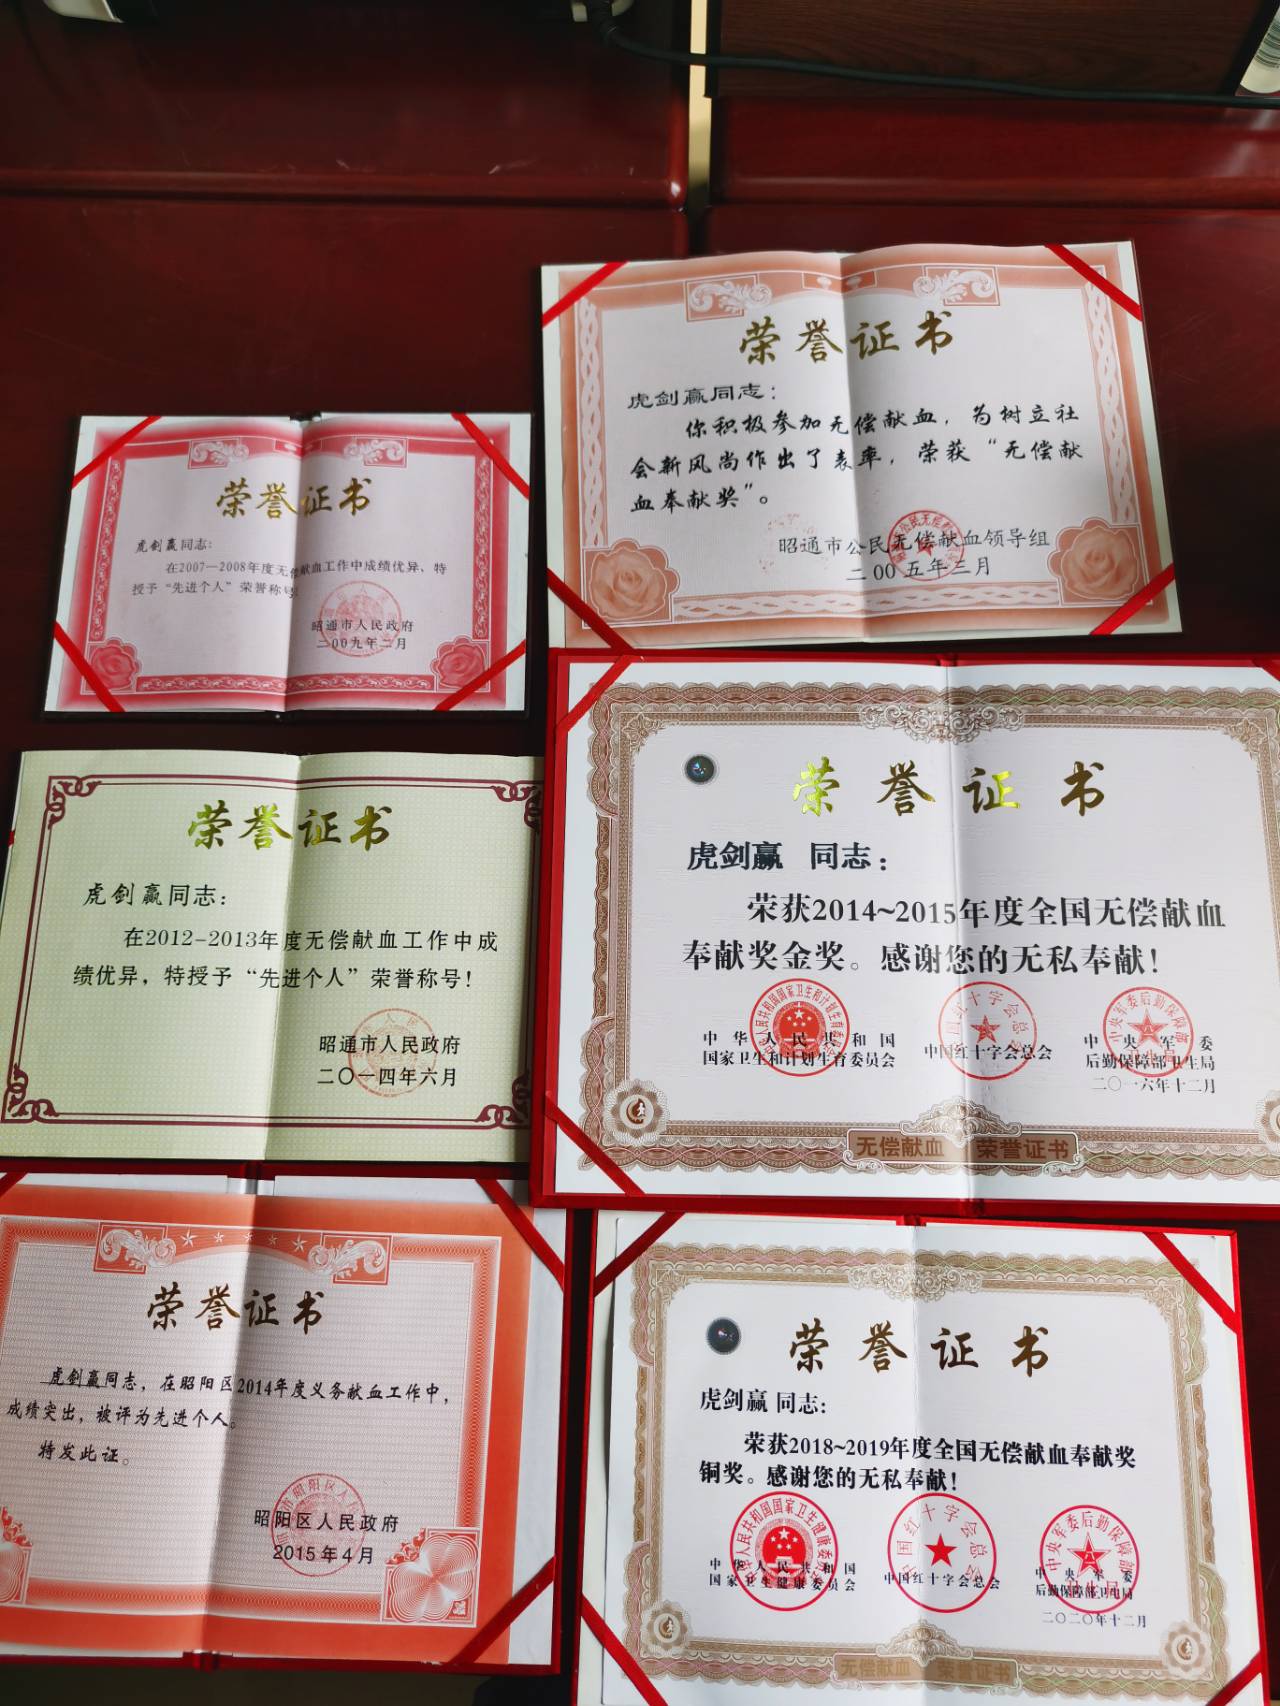 荣誉证书
虎剑赢同志：
你积极参加无偿献血，为树立社
会新风尚作出了表率，荣获“无偿献
血奉献奖”。
昭通市公民无偿献血领导组
二00五年三月
荣誉证书
虎剑赢同志：
在2007—2008年度无偿献血工作中成绩优异、特
授予“先进个人”荣誉称号!
昭通市人民政府
二00九年二月
荣誉证书
虎剑赢同志：
在2012-2013年度无偿献血工作中成
绩优异，特授予“先进个人”荣誉称号!
昭通市人民政府
二〇一四年六月
荣誉证书
虎剑赢 同志：
荣获2014~2015年度全国无偿献血
奉献奖金奖。感谢您的无私奉献！
中华人民共和国
国家卫生和计划生育委员会
中国红十字会总会
中央军委
后勤保障部卫生局
二〇一六年十二月
无偿献血 荣誉证书
荣誉证书
虎剑赢同志，在昭阳区2014年度义务献血工作中，
成绩突出，被评为先进个人。
特发此证。
昭阳区人民政府
2015年4月
荣誉证书
虎剑赢 同志：
荣获2018~2019年度全国无偿献血奉献奖
铜奖。感谢您的无私奉献！
中华人民共和国
国家卫生健康委员会
中国红十字会总会
中央军委
后勤保障部卫生局
二〇二〇年十二月
无偿献血 荣誉证书